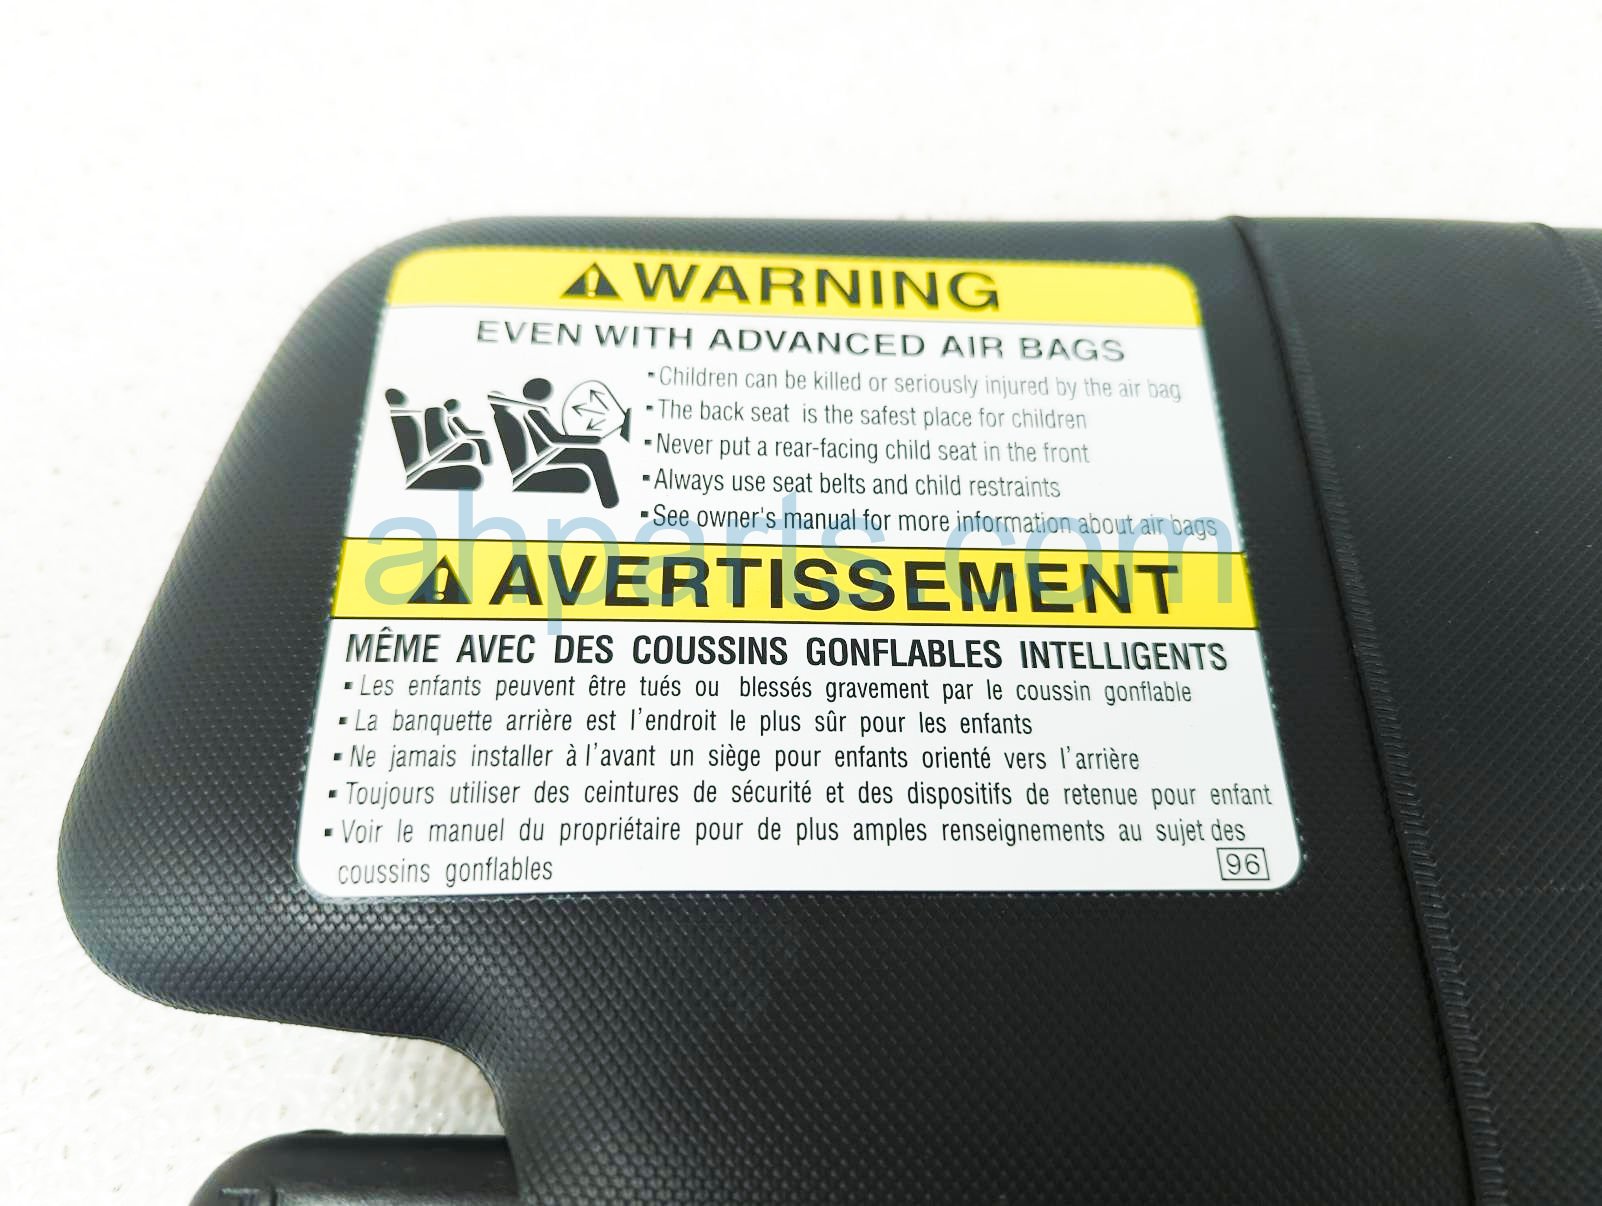 WARNING
EVEN WITH ADVANCED AIR BAGS
▪Children can be killed or seriously injured by the air bag
▪The back seat is the safest place for children
▪Never put a rear-facing child seat in the front
▪Always use seat belts and child restraints
▪See owner's manual for more information about air bags
ahparts.com
AVERTISSEMENT
MÊME AVEC DES COUSSINS GONFLABLES INTELLIGENTS
▪ Les enfants peuvent être tués ou blessés gravement par le coussin gonflable
▪ La banquette arrière est l'endroit le plus sûr pour les enfants
▪ Ne jamais installer à l'avant un siège pour enfants orienté vers l'arrière
▪ Toujours utiliser des ceintures de sécurité et des dispositifs de retenue pour enfant
▪ Voir le manuel du propriétaire pour de plus amples renseignements au sujet des
coussins gonflables
96